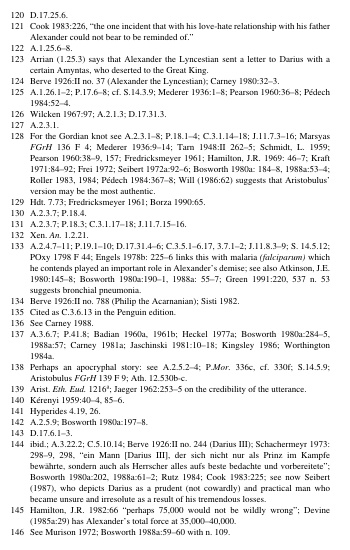 120 D.17.25.6.
121 Cook 1983:226, “the one incident that with his love-hate relationship with his father
Alexander could not bear to be reminded of.”
122 A.1.25.6–8.
123 Arrian (1.25.3) says that Alexander the Lyncestian sent a letter to Darius with a
certain Amyntas, who deserted to the Great King.
124 Berve 1926:II no. 37 (Alexander the Lyncestian); Carney 1980:32–3.
125 A.1.26.1–2; P.17.6–8; cf. S.14.3.9; Mederer 1936:1–8; Pearson 1960:36–8; Pédech
1984:52–4.
126 Wilcken 1967:97; A.2.1.3; D.17.31.3.
127 A.2.3.1.
128 For the Gordian knot see A.2.3.1–8; P.18.1–4; C.3.1.14–18; J.11.7.3–16; Marsyas
FGrH 136 F 4; Mederer 1936:9–14; Tarn 1948:II 262–5; Schmidt, L. 1959;
Pearson 1960:38–9, 157; Fredricksmeyer 1961; Hamilton, J.R. 1969: 46–7; Kraft
1971:84–92; Frei 1972; Seibert 1972a:92–6; Bosworth 1980a: 184–8, 1988a:53–4;
Roller 1983, 1984; Pédech 1984:367–8; Will (1986:62) suggests that Aristobulus’
version may be the most authentic.
129 Hdt. 7.73; Fredricksmeyer 1961; Borza 1990:65.
130 A.2.3.7; P.18.4.
131 A.2.3.7; P.18.3; C.3.1.17–18; J.11.7.15–16.
132 Xen. An. 1.2.21.
133 A.2.4.7–11; P.19.1–10; D.17.31.4–6; C.3.5.1–6.17, 3.7.1–2; J.11.8.3–9; S. 14.5.12;
POxy 1798 F 44; Engels 1978b: 225–6 links this with malaria (falciparum) which
he contends played an important role in Alexander’s demise; see also Atkinson, J.E.
1980:145–8; Bosworth 1980a:190–1, 1988a: 55–7; Green 1991:220, 537 n. 53
suggests bronchial pneumonia.
134 Berve 1926:II no. 788 (Philip the Acarnanian); Sisti 1982.
135 Cited as C.3.6.13 in the Penguin edition.
136 See Carney 1988.
137 A.3.6.7; P.41.8; Badian 1960a, 1961b; Heckel 1977a; Bosworth 1980a:284–5,
1988a:57; Carney 1981a; Jaschinski 1981:10–18; Kingsley 1986; Worthington
1984a.
138 Perhaps an apocryphal story: see A.2.5.2–4; P.Mor. 336c, cf. 330f; S.14.5.9;
Aristobulus FGrH 139 F 9; Ath. 12.530b-c.
139 Arist. Eth. Eud. 1216ª; Jaeger 1962:253–5 on the credibility of the utterance.
140 Kérenyi 1959:40–4, 85–6.
141 Hyperides 4.19, 26.
142 A.2.5.9; Bosworth 1980a:197–8.
143 D.17.6.1–3.
144 ibid.; A.3.22.2; C.5.10.14; Berve 1926:II no. 244 (Darius III); Schachermeyr 1973:
298–9, 298, “ein Mann [Darius III], der sich nicht nur als Prinz im Kampfe
bewährte, sondern auch als Herrscher alles aufs beste bedachte und vorbereitete”;
Bosworth 1980a:202, 1988a:61–2; Rutz 1984; Cook 1983:225; see now Seibert
(1987), who depicts Darius as a prudent (not cowardly) and practical man who
became unsure and irresolute as a result of his tremendous losses.
145 Hamilton, J.R. 1982:66 “perhaps 75,000 would not be wildly wrong”; Devine
(1985a:29) has Alexander’s total force at 35,000–40,000.
146 See Murison 1972; Bosworth 1988a:59–60 with n. 109.